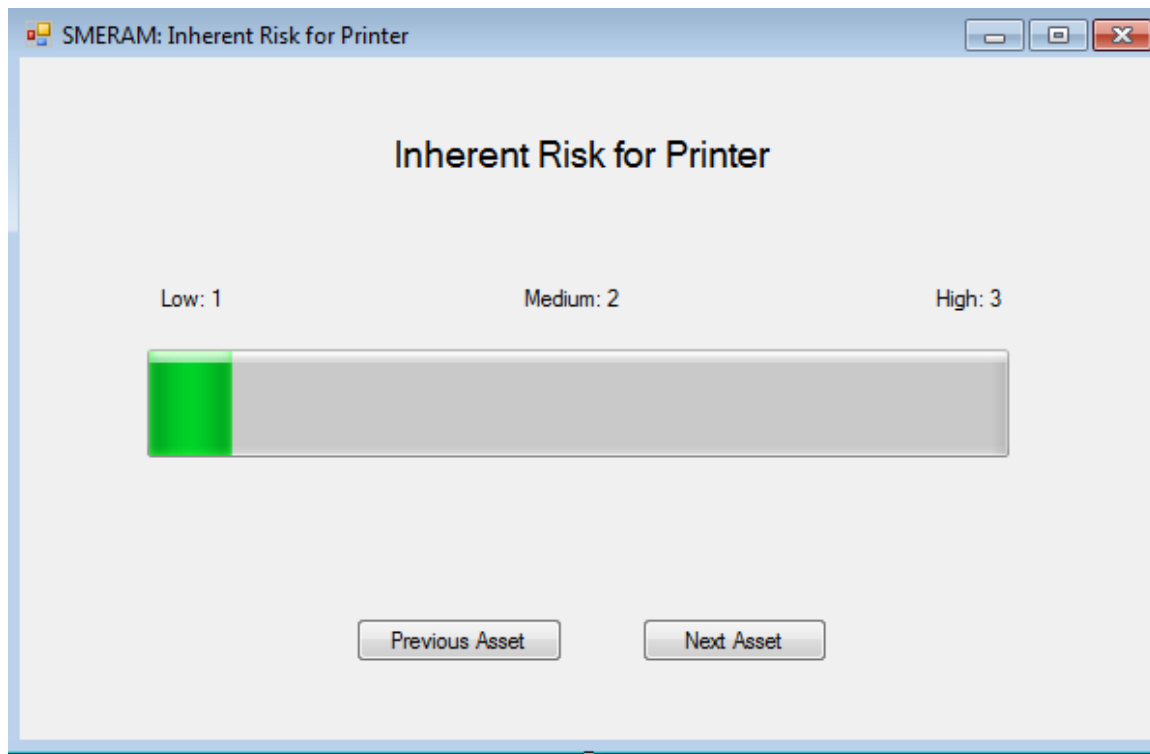 SMERAM: Inherent Risk for Printer
Inherent Risk for Printer
Low: 1 Medium: 2 High: 3
Previous Asset Next Asset